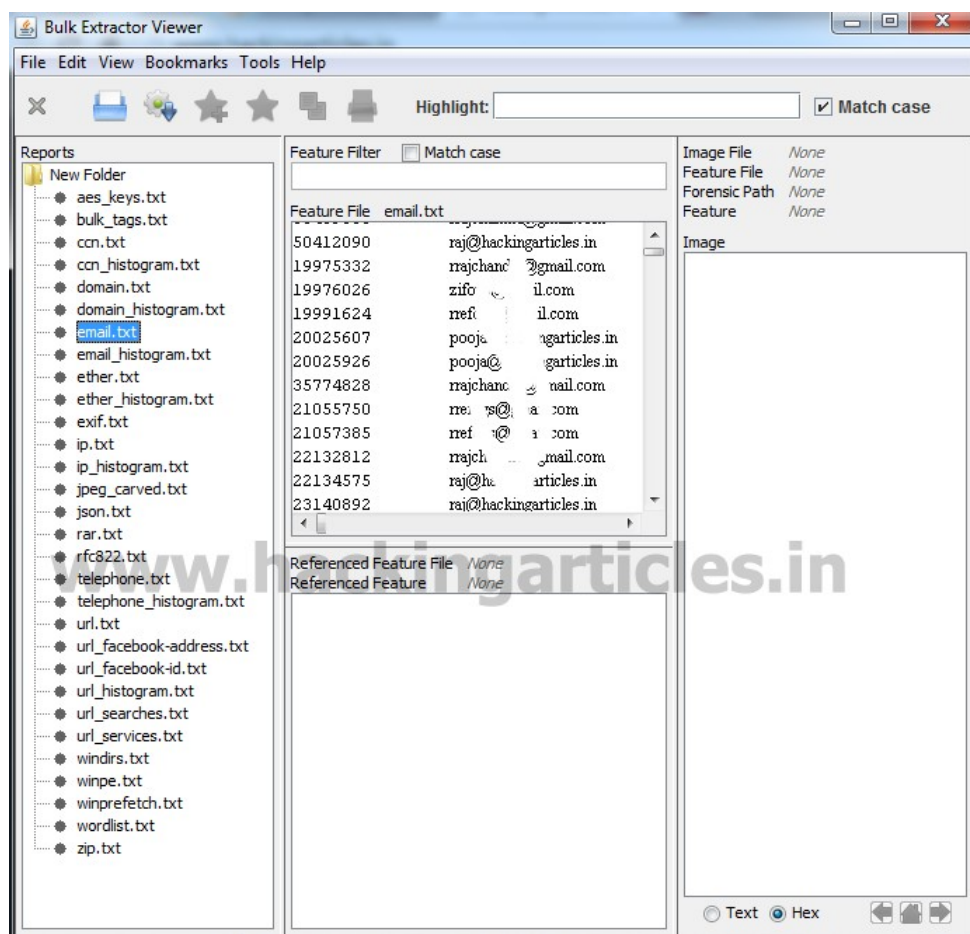 Bulk Extractor Viewer
File Edit View Bookmarks Tools Help
Highlight: Match case
Reports
New Folder
aes_keys.txt
bulk_tags.txt
ccn.txt
ccn_histogram.txt
domain.txt
domain_histogram.txt
email.txt
email_histogram.txt
ether.txt
ether_histogram.txt
exif.txt
ip.txt
ip_histogram.txt
jpeg_carved.txt
json.txt
rar.txt
rfc822.txt
telephone.txt
telephone_histogram.txt
url.txt
url_facebook-address.txt
url_facebook-id.txt
url_histogram.txt
url_searches.txt
url_services.txt
windirs.txt
winpe.txt
winprefetch.txt
wordlist.txt
zip.txt
Feature Filter Match case
Feature File email.txt
50412090 raj@hackingarticles.in
19975332
19976026
19991624
20025607
20025926
35774828
21055750
21057385
22132812
22134575
23140892 raj@hackingarticles.in
Referenced Feature File None
Referenced Feature None
Image File None
Feature File None
Forensic Path None
Feature None
Image
Text Hex
www.hackingarticles.in